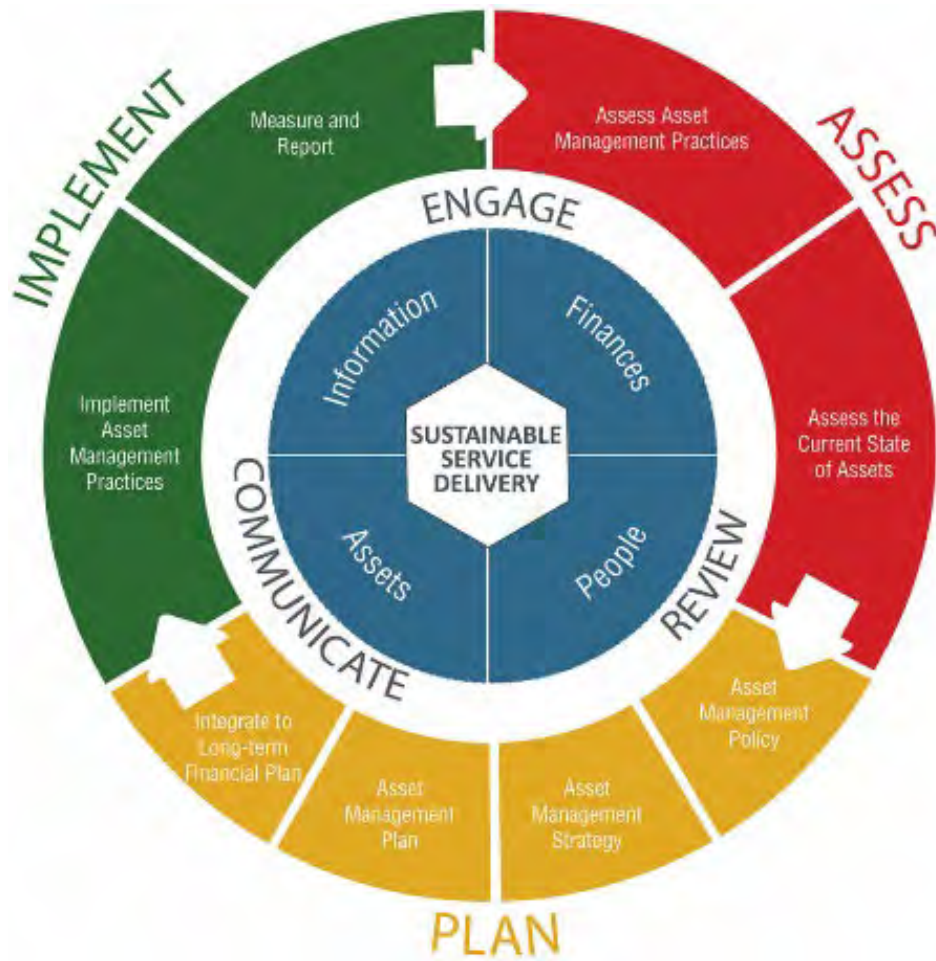 IMPLEMENT
Measure and
Report
Implement
Asset
Management
Practices
ASSESS
Assess Asset
Management Practices
Assess the
Current State
of Assets
PLAN
Asset
Management
Policy
Asset
Management
Strategy
Asset
Management
Plan
Integrate to
Long-term
Financial Plan
ENGAGE
REVIEW
COMMUNICATE
Information
Finances
People
Assets
SUSTAINABLE
SERVICE
DELIVERY